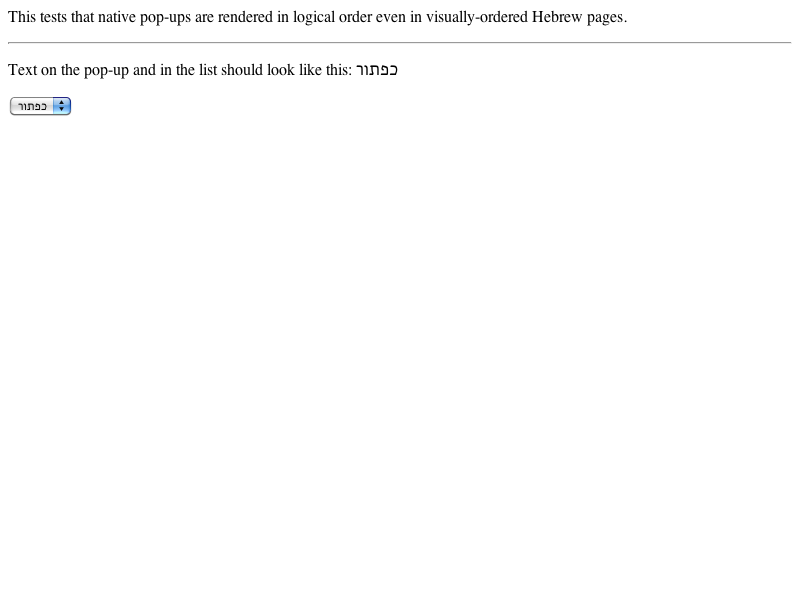 This tests that native pop-ups are rendered in logical order even in visually-ordered Hebrew pages.
Text on the pop-up and in the list should look like this: כפתור
כפתור